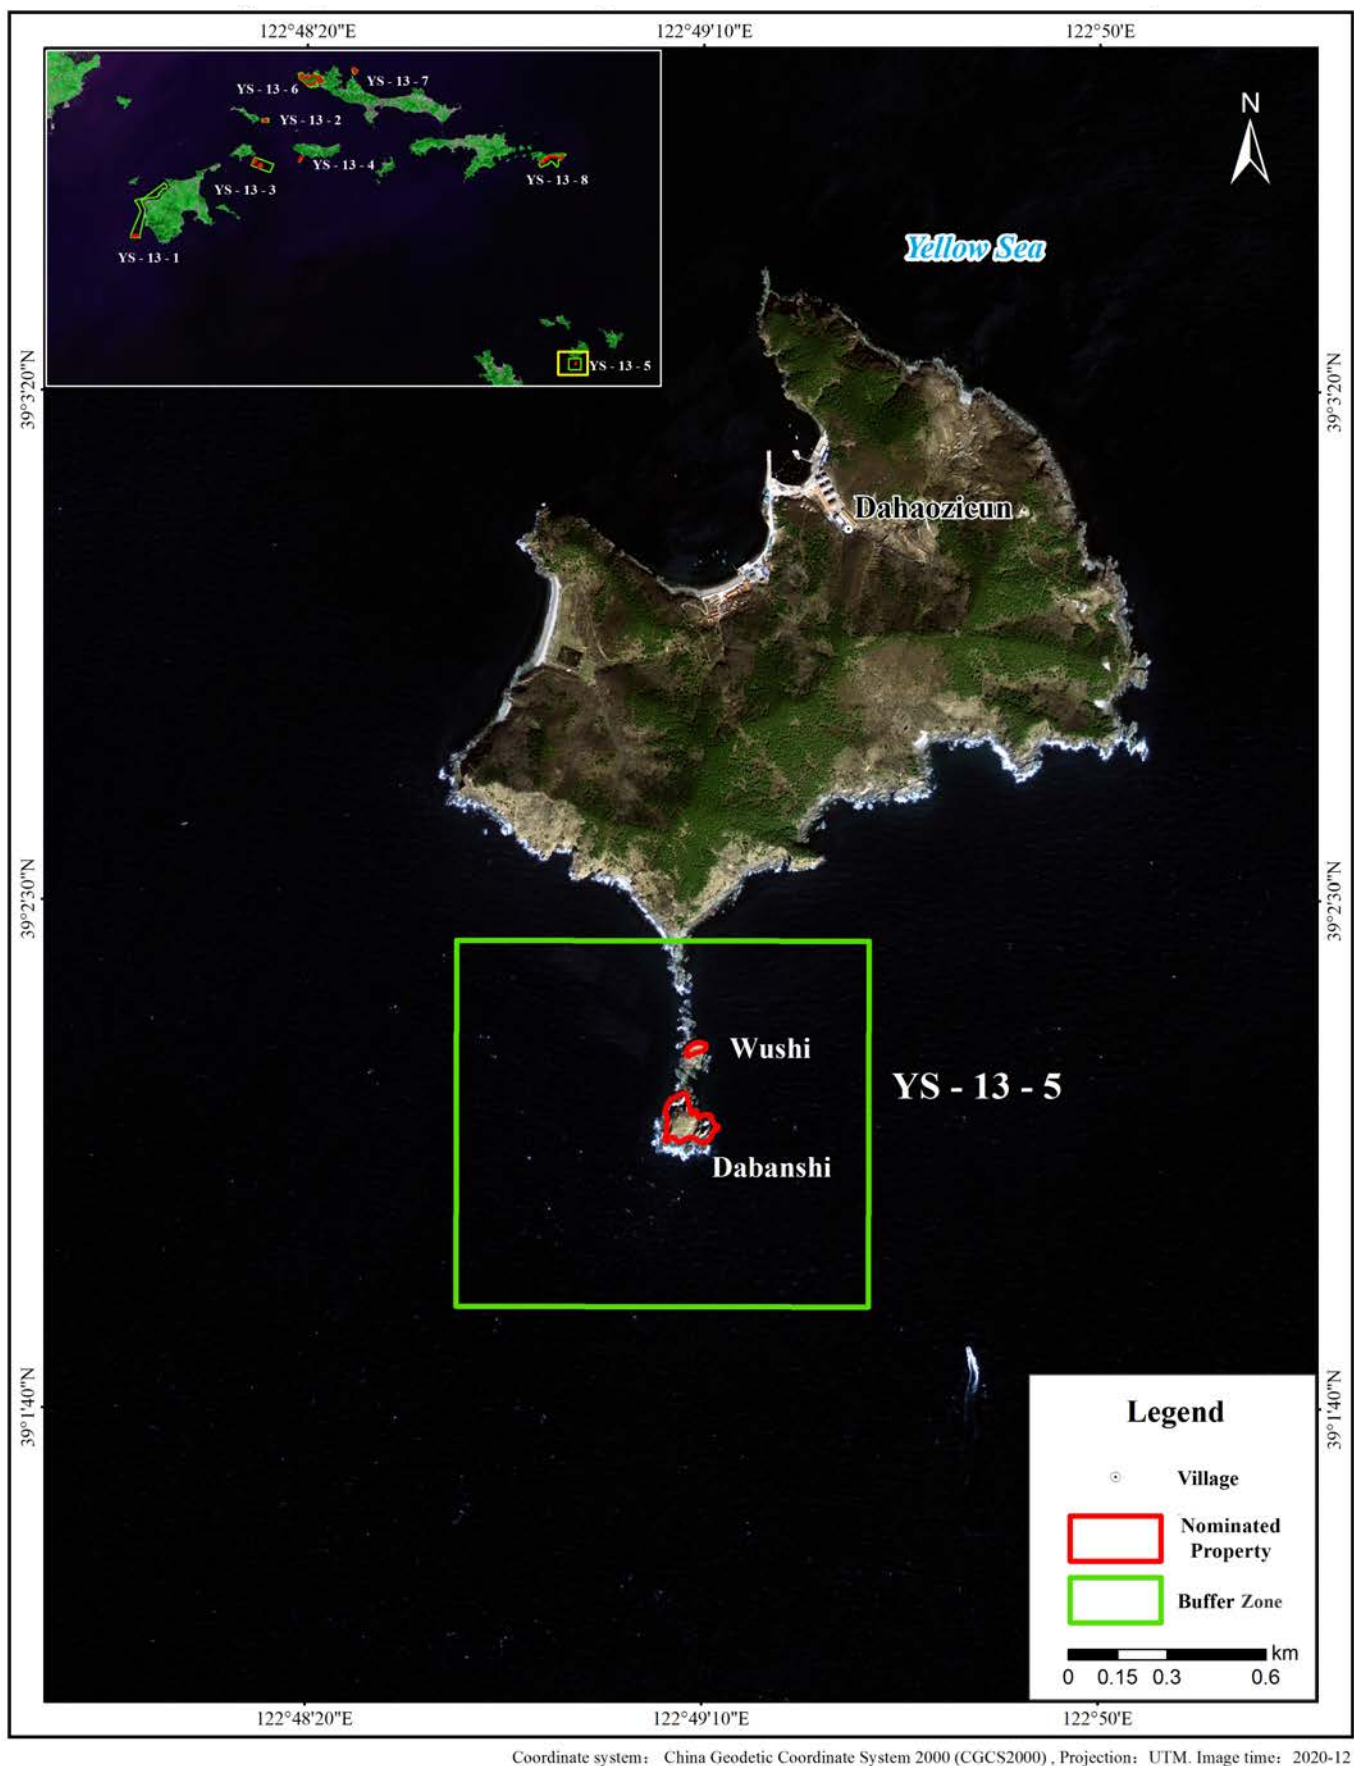 122°48'20"E
122°49'10"E
122°50'E
YS - 13 - 6
YS - 13 - 7
YS - 13 - 2
YS - 13 - 4
YS - 13 - 3
YS - 13 - 8
YS - 13 - 1
YS - 13 - 5
N
Yellow Sea
39°3'20"N
39°3'20"N
Dahaozicun
39°2'30"N
39°2'30"N
Wushi
YS - 13 - 5
Dabanshi
39°1'40"N
39°1'40"N
Legend
Village
Nominated
Property
Buffer Zone
km
0 0.15 0.3 0.6
122°48'20"E
122°49'10"E
122°50'E
Coordinate system: China Geodetic Coordinate System 2000 (CGCS2000) , Projection: UTM. Image time: 2020-12